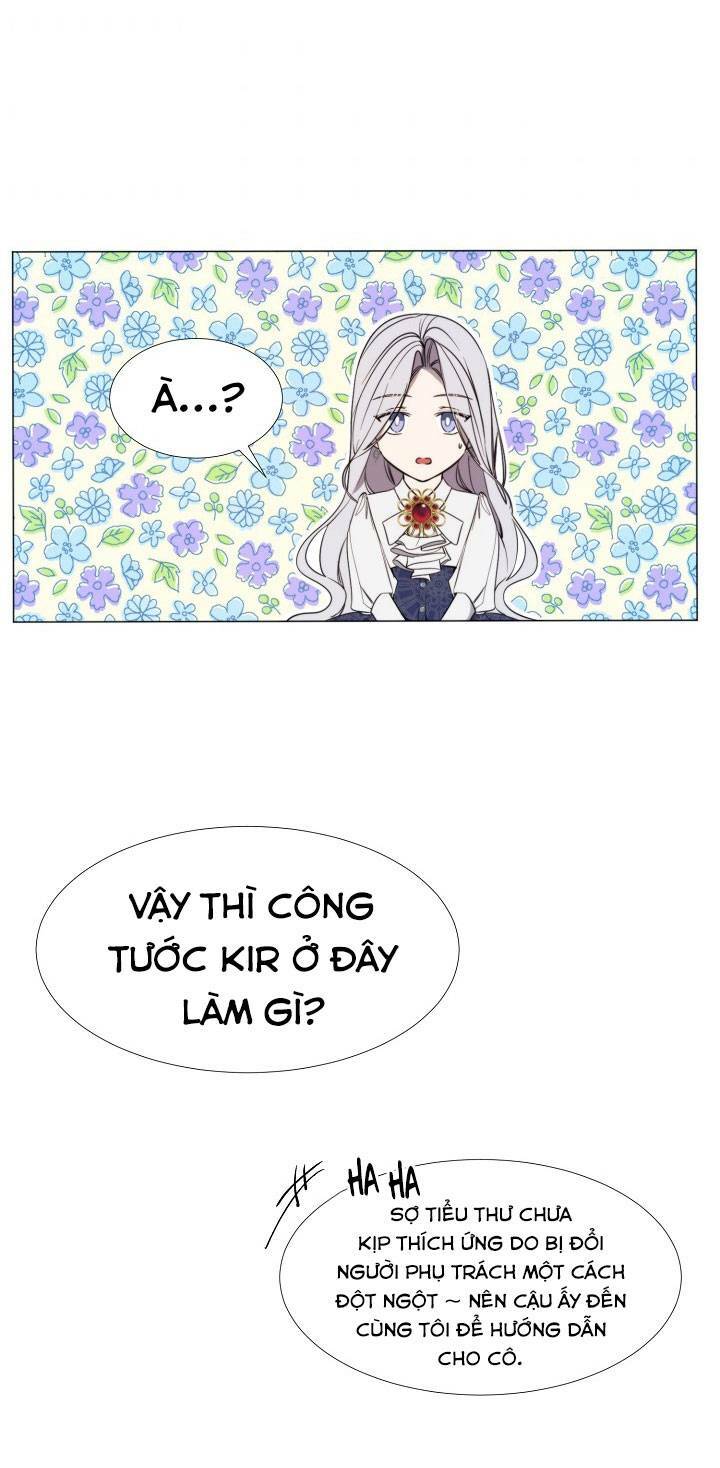 À...?
VẬY THÌ CÔNG
TƯỚC KIR Ở ĐÂY
LÀM GÌ?
HA HA
SỢ TIỂU THƯ CHƯA
KỊP THÍCH ỨNG DO BỊ ĐỔI
NGƯỜI PHỤ TRÁCH MỘT CÁCH
ĐỘT NGỘT ~ NÊN CẬU ẤY ĐẾN
CÙNG TÔI ĐỂ HƯỚNG DẪN
CHO CÔ.